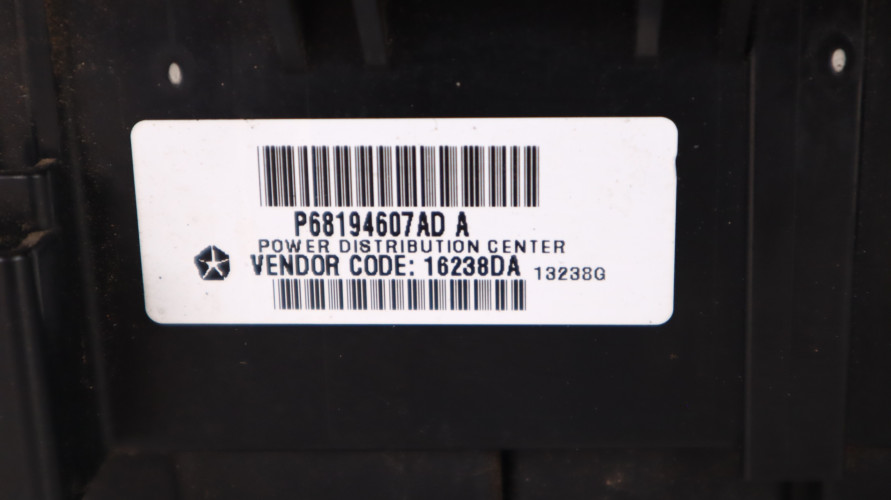 P68194607AD A
POWER DISTRIBUTION CENTER
VENDOR CODE: 16238DA 13238G